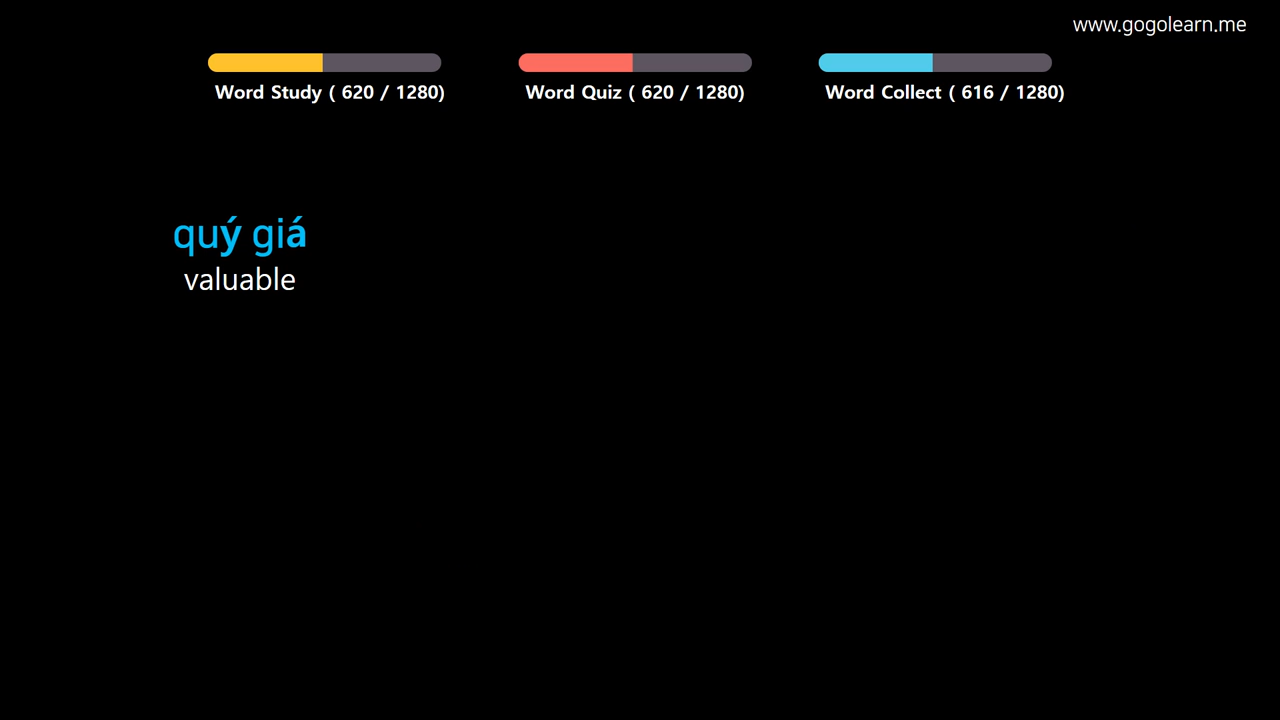 www.gogolearn.me
Word Study ( 620 / 1280)
Word Quiz ( 620 / 1280)
Word Collect ( 616 / 1280)
quý giá
valuable